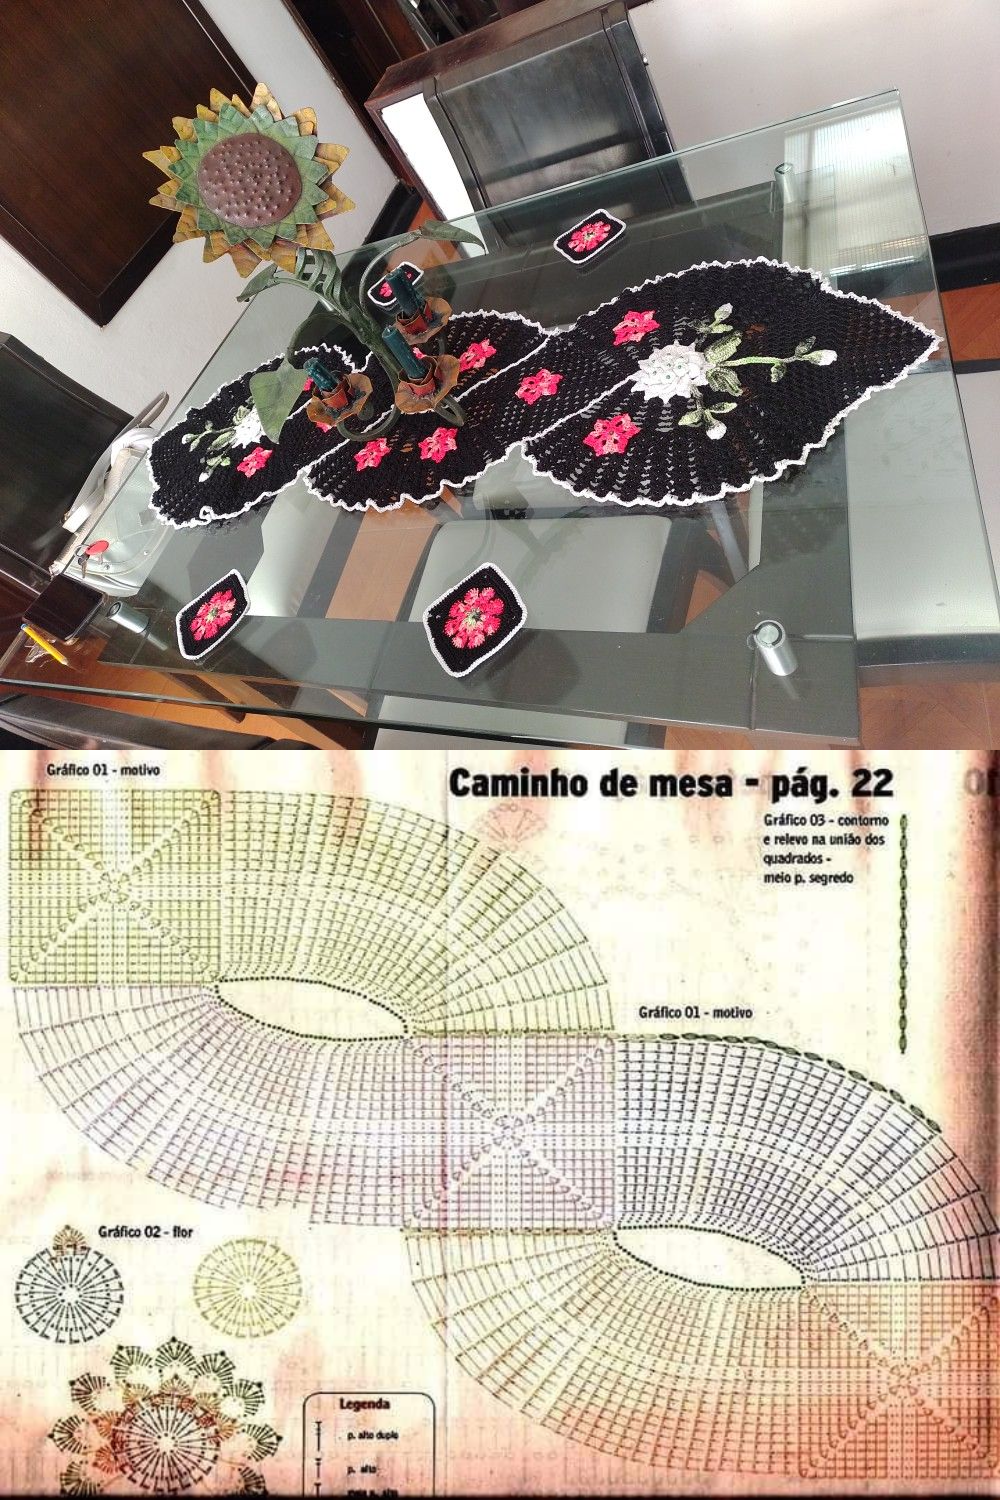 Gráfico 01 - motivo
Caminho de mesa - pág. 22
Gráfico 03 - contorno
e relevo na união dos
quadrados -
meio p. segredo
Gráfico 01 - motivo
Gráfico 02 - flor
Legenda
p. alto duplo
p. alto